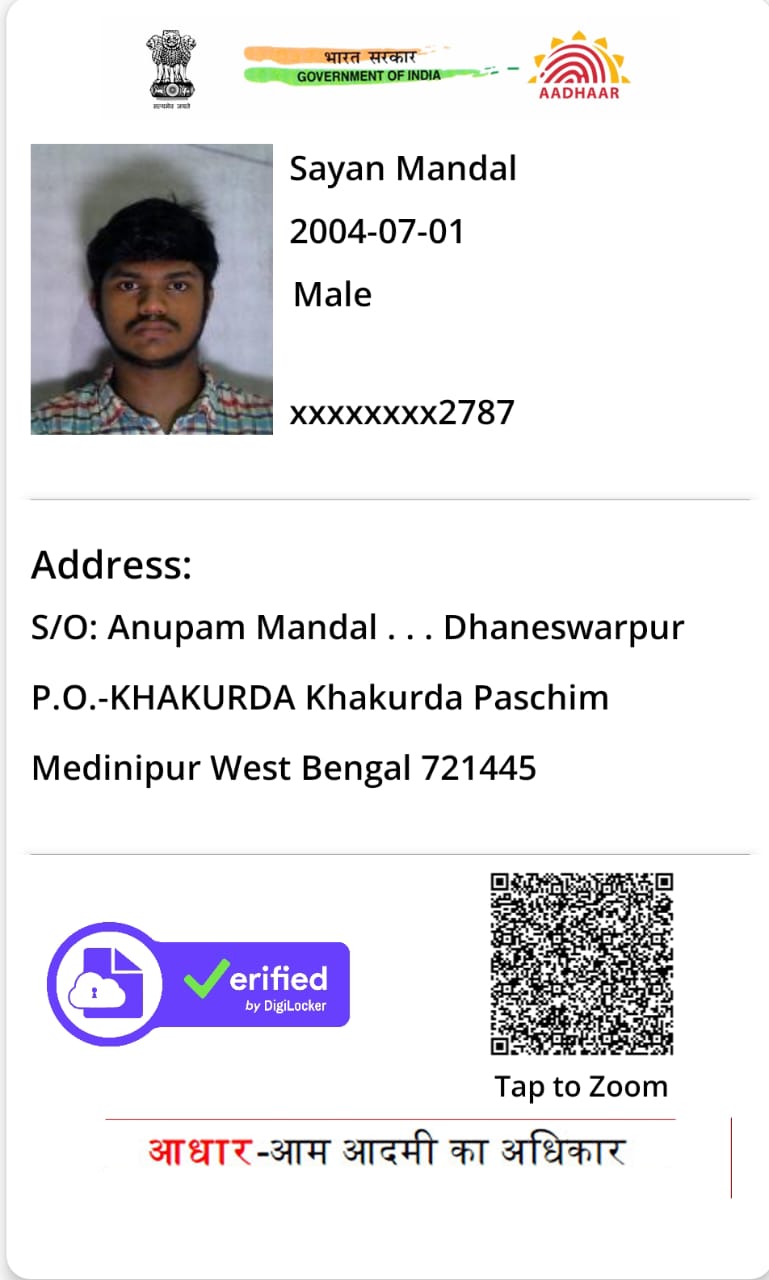 सत्यमेव जयते
भारत सरकार
GOVERNMENT OF INDIA
AADHAAR
Sayan Mandal
2004-07-01
Male
xxxxxxxx2787
Address:
S/O: Anupam Mandal . . . Dhaneswarpur
P.O.-KHAKURDA Khakurda Paschim
Medinipur West Bengal 721445
erified
by DigiLocker
Tap to Zoom
आधार-आम आदमी का अधिकार